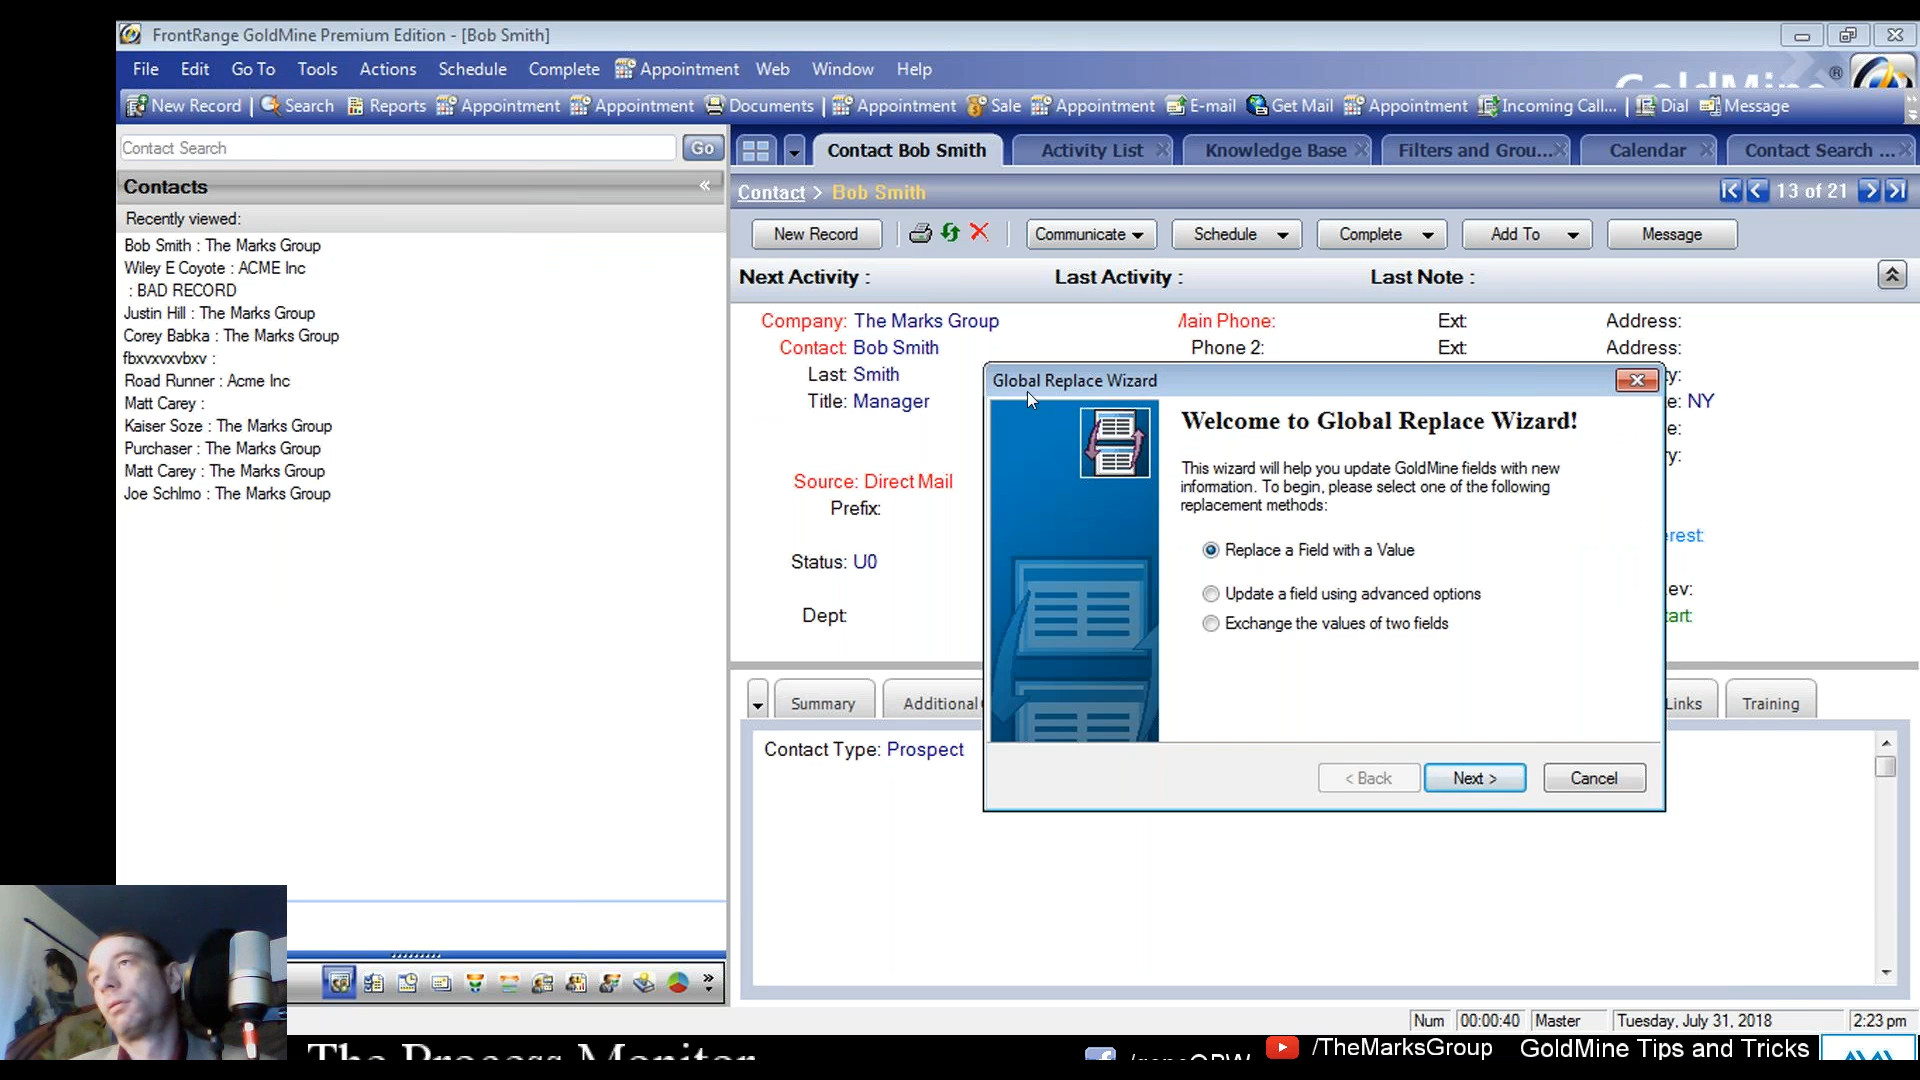 FrontRange GoldMine Premium Edition - [Bob Smith]
File Edit Go To Tools Actions Schedule Complete Appointment Web Window Help
GoldMine ®
New Record Search Reports Appointment Appointment Documents Appointment Sale Appointment E-mail Get Mail Appointment Incoming Call... Dial Message
Contact Search Go
Contact Bob Smith Activity List Knowledge Base Filters and Grou... Calendar Contact Search ...
Contacts
Contact > Bob Smith 13 of 21
Recently viewed:
Bob Smith : The Marks Group
Wiley E Coyote : ACME Inc
: BAD RECORD
Justin Hill : The Marks Group
Corey Babka : The Marks Group
fbxvxvxvbxv :
Road Runner : Acme Inc
Matt Carey :
Kaiser Soze : The Marks Group
Purchaser : The Marks Group
Matt Carey : The Marks Group
Joe Schlmo : The Marks Group
New Record Communicate Schedule Complete Add To Message
Next Activity : Last Activity : Last Note :
Company: The Marks Group Main Phone: Ext: Address:
Contact: Bob Smith Phone 2: Ext: Address:
Last: Smith
Title: Manager NY
Source: Direct Mail
Prefix:
Status: U0
Dept:
Global Replace Wizard
Welcome to Global Replace Wizard!
This wizard will help you update GoldMine fields with new
information. To begin, please select one of the following
replacement methods:
Replace a Field with a Value
Update a field using advanced options
Exchange the values of two fields
< Back Next > Cancel
Summary Additional Links Training
Contact Type: Prospect
Num 00:00:40 Master Tuesday, July 31, 2018 2:23 pm
The Process Monitor
/TheMarksGroup GoldMine Tips and Tricks